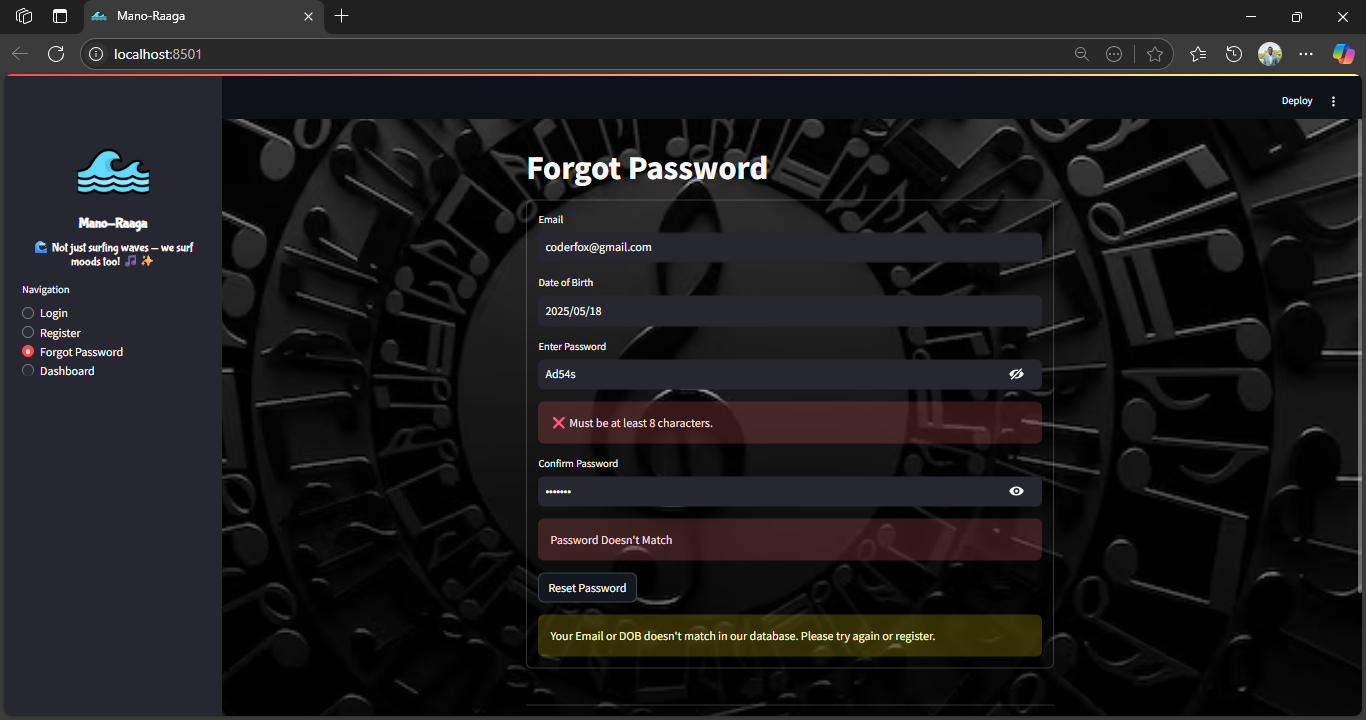 Mano-Raaga
localhost:8501
Deploy
Mano-Raaga
Not just surfing waves — we surf
moods too!
Navigation
Login
Register
Forgot Password
Dashboard
Forgot Password
Email
coderfox@gmail.com
Date of Birth
2025/05/18
Enter Password
Ad54s
❌ Must be at least 8 characters.
Confirm Password
•••••••
Password Doesn't Match
Reset Password
Your Email or DOB doesn't match in our database. Please try again or register.